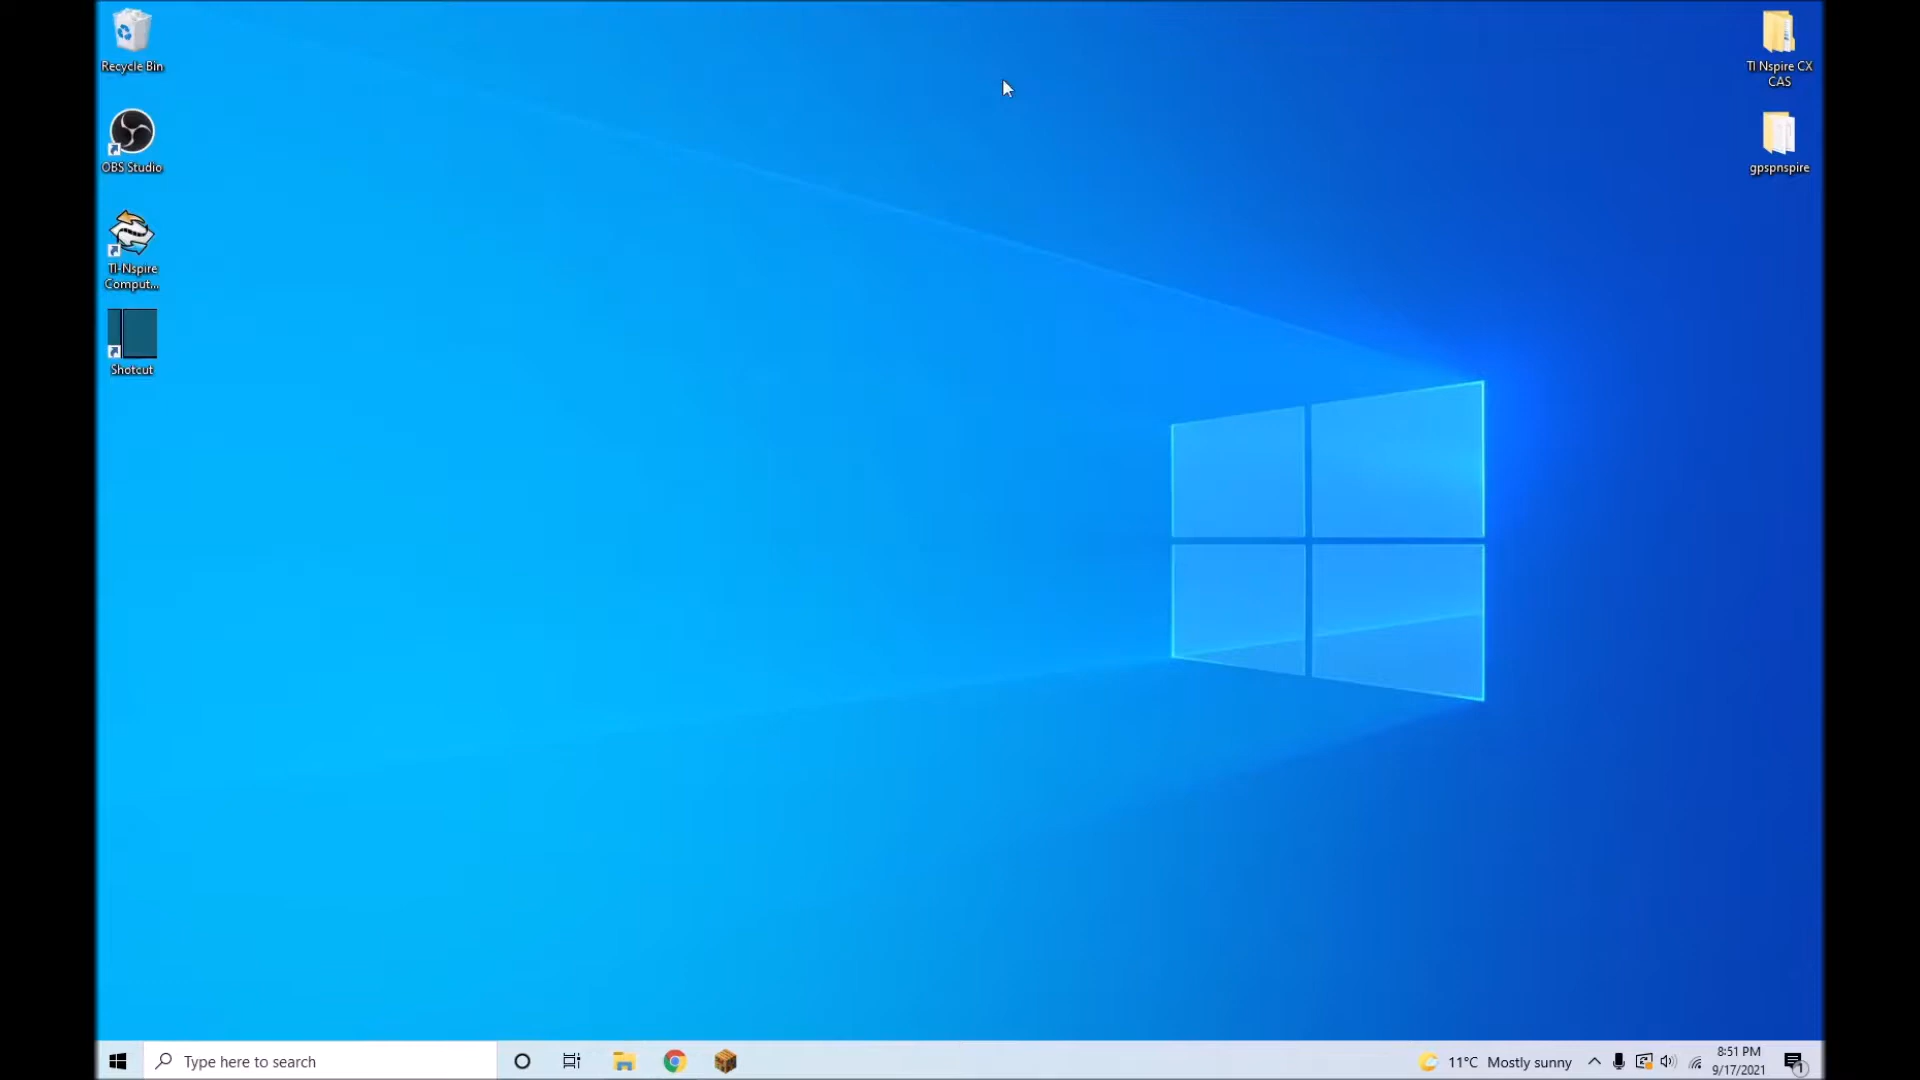 Recycle Bin
OBS Studio
TI-Nspire
Comput...
Shotcut
TI Nspire CX
CAS
gpspnspire
Type here to search
11°C Mostly sunny
8:51 PM
9/17/2021
1